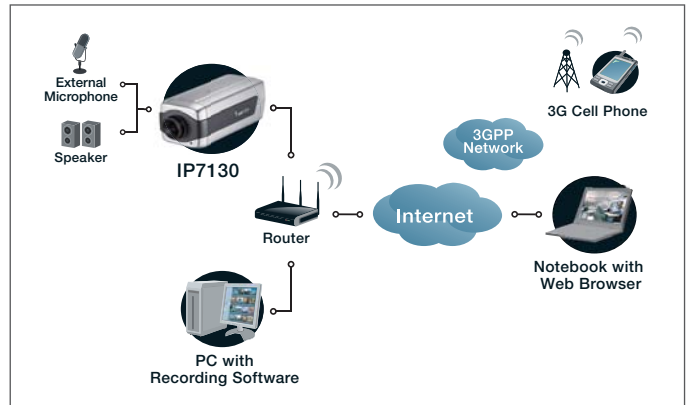 External
Microphone
Speaker
IP7130
Router
PC with
Recording Software
Internet
3GPP
Network
3G Cell Phone
Notebook with
Web Browser